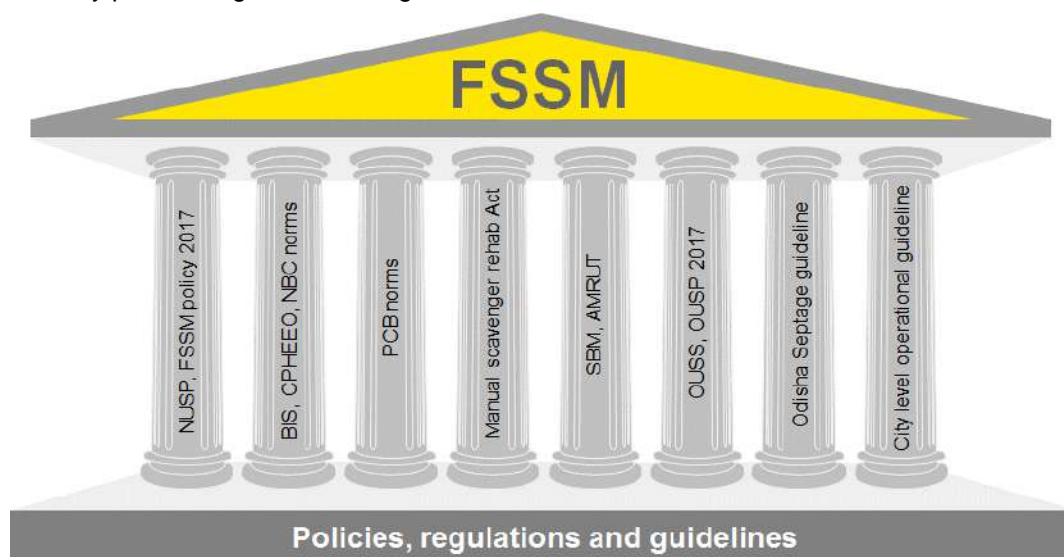 FSSM
NUSP, FSSM policy 2017
BIS, CPHEEO, NBC norms
PCB norms
Manual scavenger rehab Act
SBM, AMRUT
OUSS, OUSP 2017
Odisha Septage guideline
City level operational guideline
Policies, regulations and guidelines